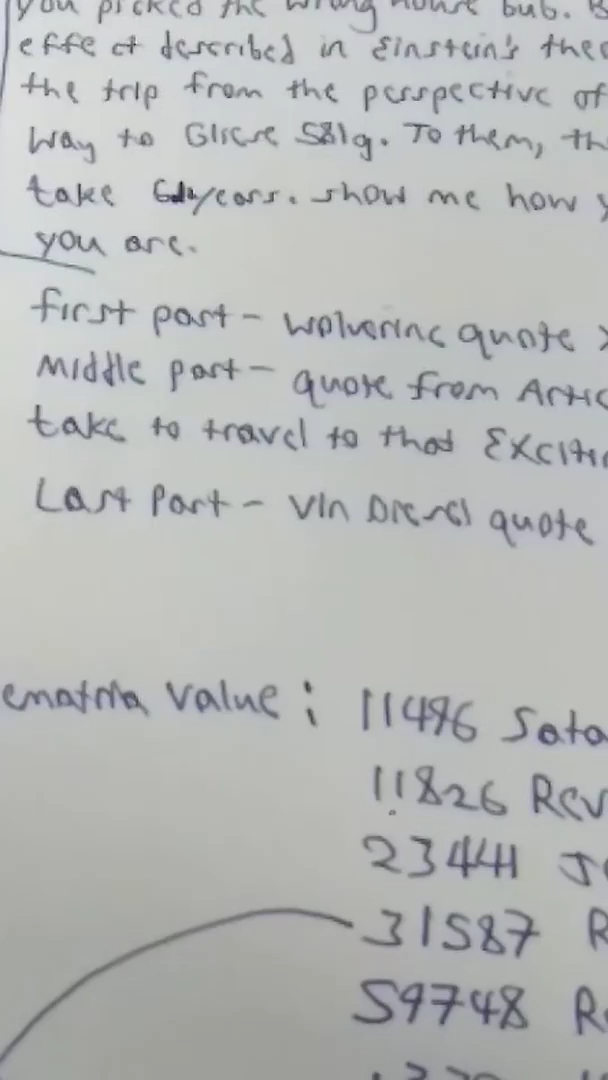 you picked the wrong house bub.
effect described in Einstein's theo
the trip from the perspective of
way to Gliese 581g. To them, th
take years. show me how y
you are.
first part - wolverine quote
Middle part - quote from Artic
take to travel to that Excitin
Last Part - Vin Diesel quote
ematria value : 11496 Sata
11826 Rev
23441 Je
31587 R
59748 Re